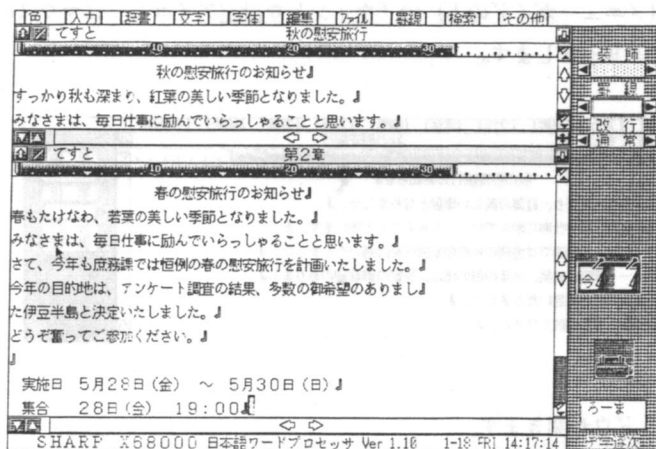 [色] [入力] [辞書] [文字] [字体] [編集] [ファイル] [罫線] [検索] [その他]
てすと 秋の慰安旅行
10 20 30
秋の慰安旅行のお知らせ
すっかり秋も深まり、紅葉の美しい季節となりました。
みなさまは、毎日仕事に励んでいらっしゃることと思います。
てすと 第2章
10 20 30
春の慰安旅行のお知らせ
春もたけなわ、若葉の美しい季節となりました。
みなさまは、毎日仕事に励んでいらっしゃることと思います。
さて、今年も庶務課では恒例の春の慰安旅行を計画いたしました。
今年の目的地は、アンケート調査の結果、多数の御希望のありまし
た伊豆半島と決定いたしました。
どうぞ奮ってご参加ください。
実施日 5月28日(金) ~ 5月30日(日)
集合 28日(金) 19:00
SHARP X68000 日本語ワードプロセッサ Ver 1.10 1-18 FRI 14:17:14
装飾
罫線
改行
通常
今
ろーま